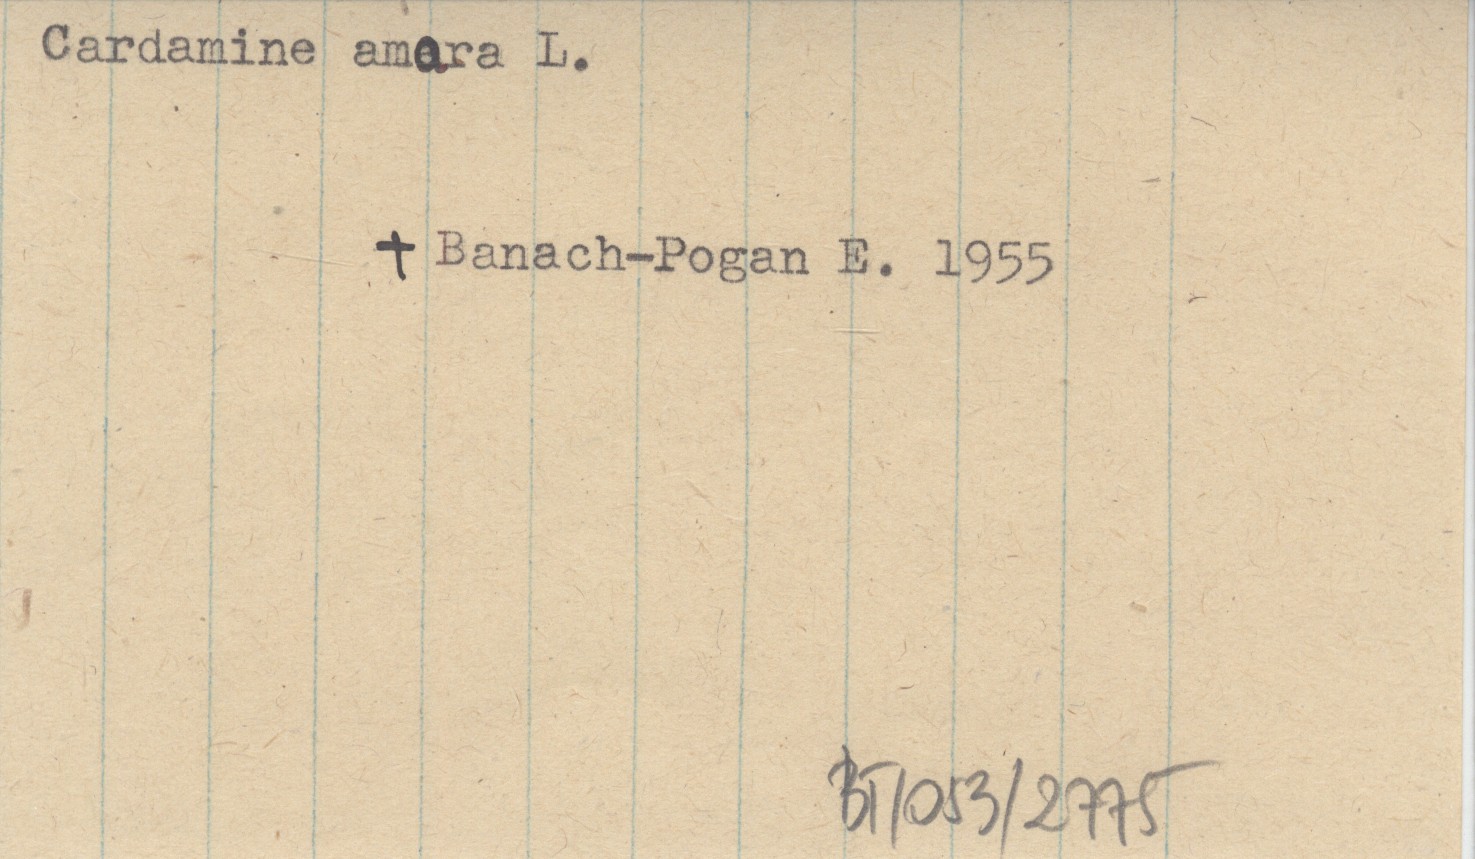 Cardamine amara L.
† Banach-Pogan E. 1955
BT/053/2775